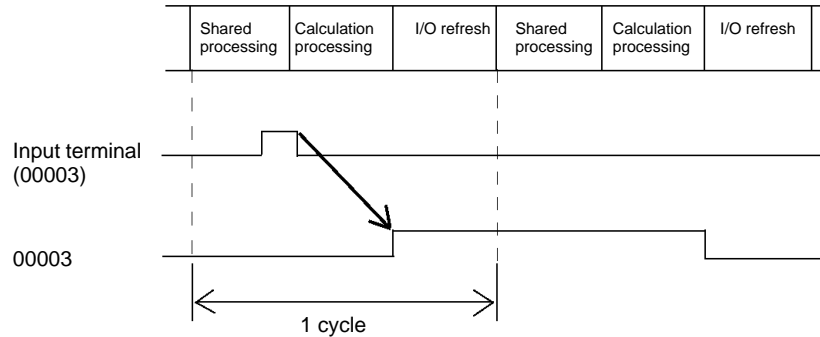 Shared processing
Calculation processing
I/O refresh
Shared processing
Calculation processing
I/O refresh
Input terminal
(00003)
00003
1 cycle